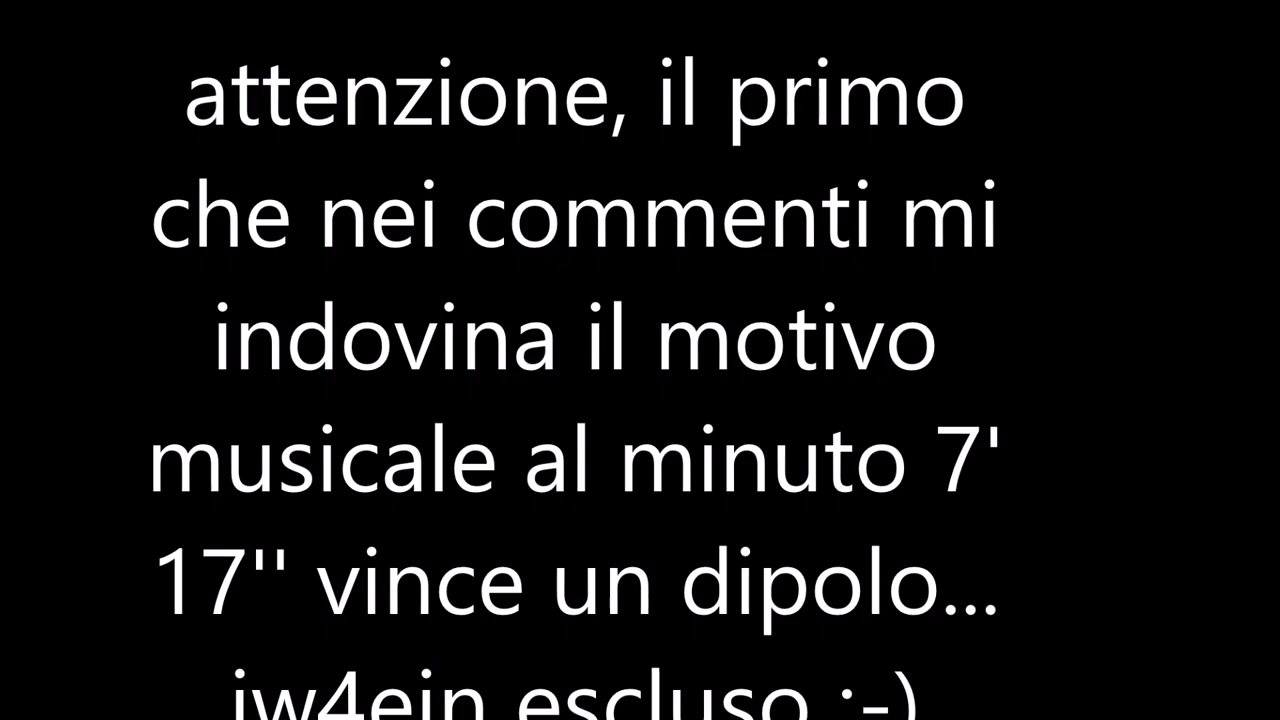 attenzione, il primo
che nei commenti mi
indovina il motivo
musicale al minuto 7'
17'' vince un dipolo...
iw4ein escluso :-)